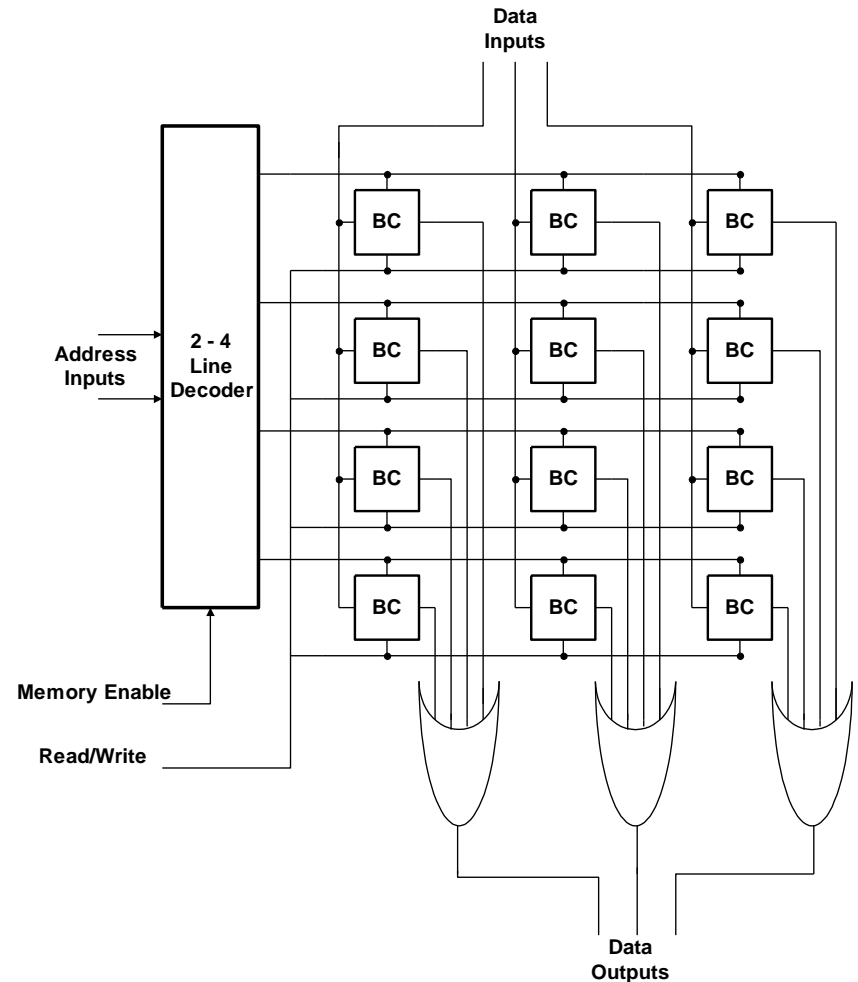 Data
Inputs
BC BC BC
2 - 4
Line
Decoder
Address
Inputs
BC BC BC
BC BC BC
BC BC BC
Memory Enable
Read/Write
Data
Outputs